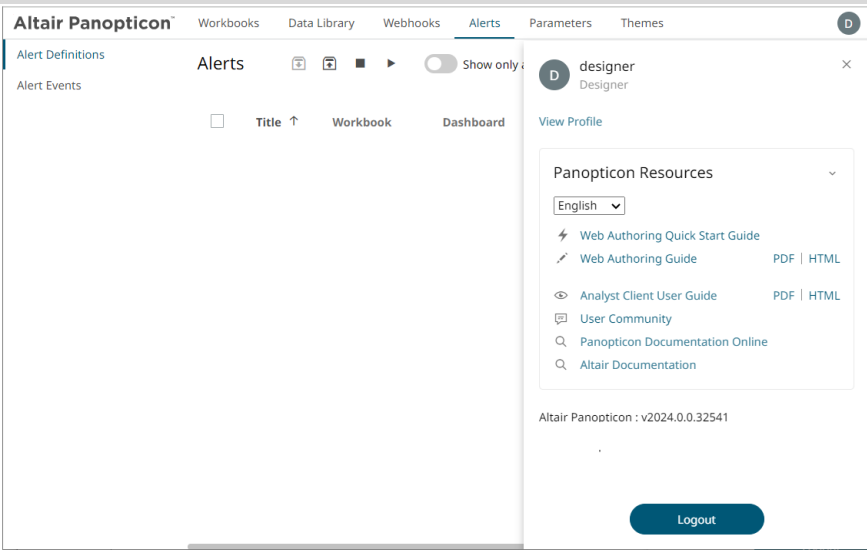 Altair Panopticon™ Workbooks Data Library Webhooks Alerts Parameters Themes D
Alert Definitions
Alert Events
Alerts Show only
Title ↑ Workbook Dashboard
D designer
Designer
View Profile
Panopticon Resources
English
Web Authoring Quick Start Guide
Web Authoring Guide PDF | HTML
Analyst Client User Guide PDF | HTML
User Community
Panopticon Documentation Online
Altair Documentation
Altair Panopticon : v2024.0.0.32541
Logout